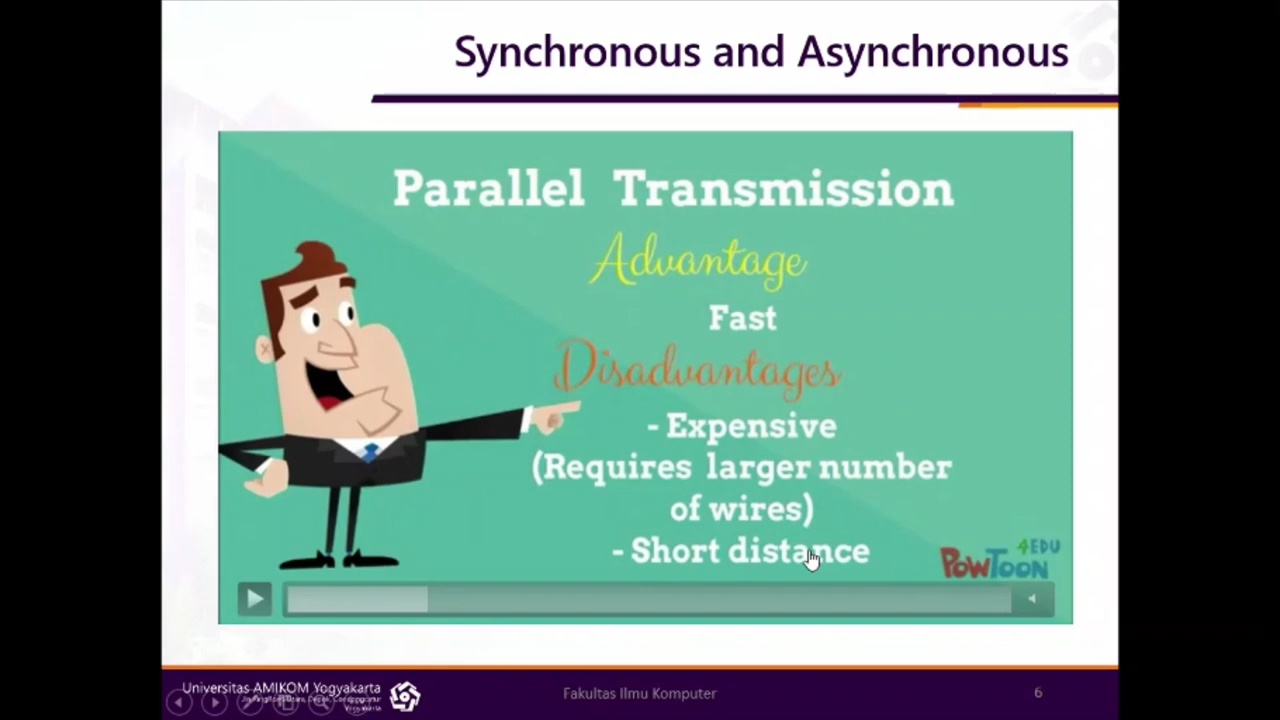 Synchronous and Asynchronous
Parallel Transmission
Advantage
Fast
Disadvantages
- Expensive
(Requires larger number
of wires)
- Short distance
4EDU
PowToon
Universitas AMIKOM Yogyakarta
Yogyakarta
Fakultas Ilmu Komputer
6